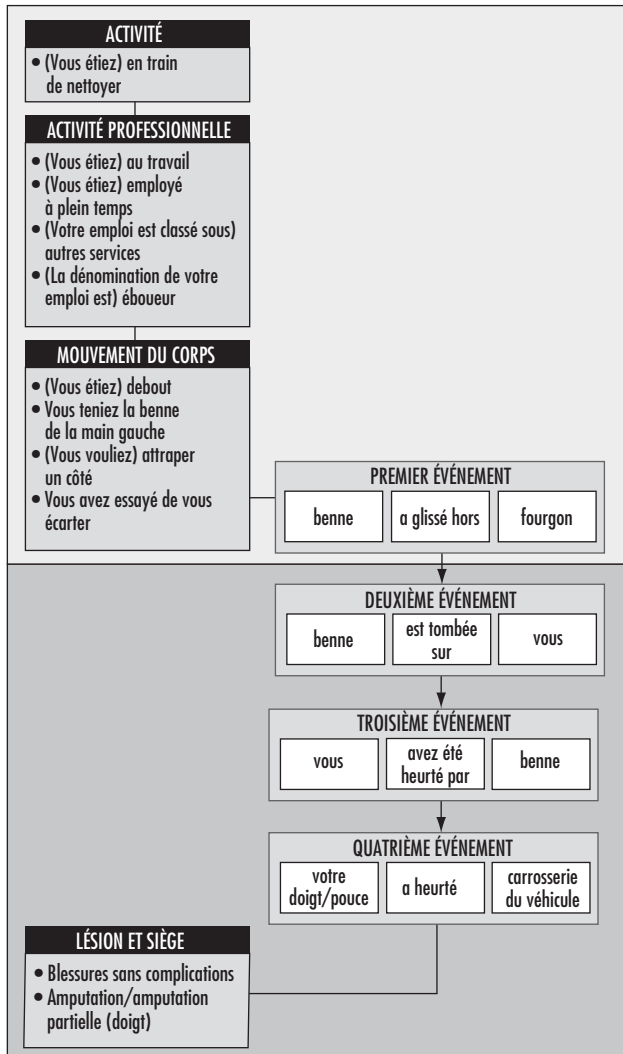 ACTIVITÉ
• (Vous étiez) en train
de nettoyer
ACTIVITÉ PROFESSIONNELLE
• (Vous étiez) au travail
• (Vous étiez) employé
à plein temps
• (Votre emploi est classé sous)
autres services
• (La dénomination de votre
emploi est) éboueur
MOUVEMENT DU CORPS
• (Vous étiez) debout
• Vous teniez la benne
de la main gauche
• (Vous vouliez) attraper
un côté
• Vous avez essayé de vous
écarter
PREMIER ÉVÉNEMENT
benne a glissé hors fourgon
DEUXIÈME ÉVÉNEMENT
benne
est tombée
sur
vous
TROISIÈME ÉVÉNEMENT
vous
avez été
heurté par
benne
QUATRIÈME ÉVÉNEMENT
votre
doigt/pouce
a heurté
carrosserie
du véhicule
LÉSION ET SIÈGE
• Blessures sans complications
• Amputation/amputation
partielle (doigt)